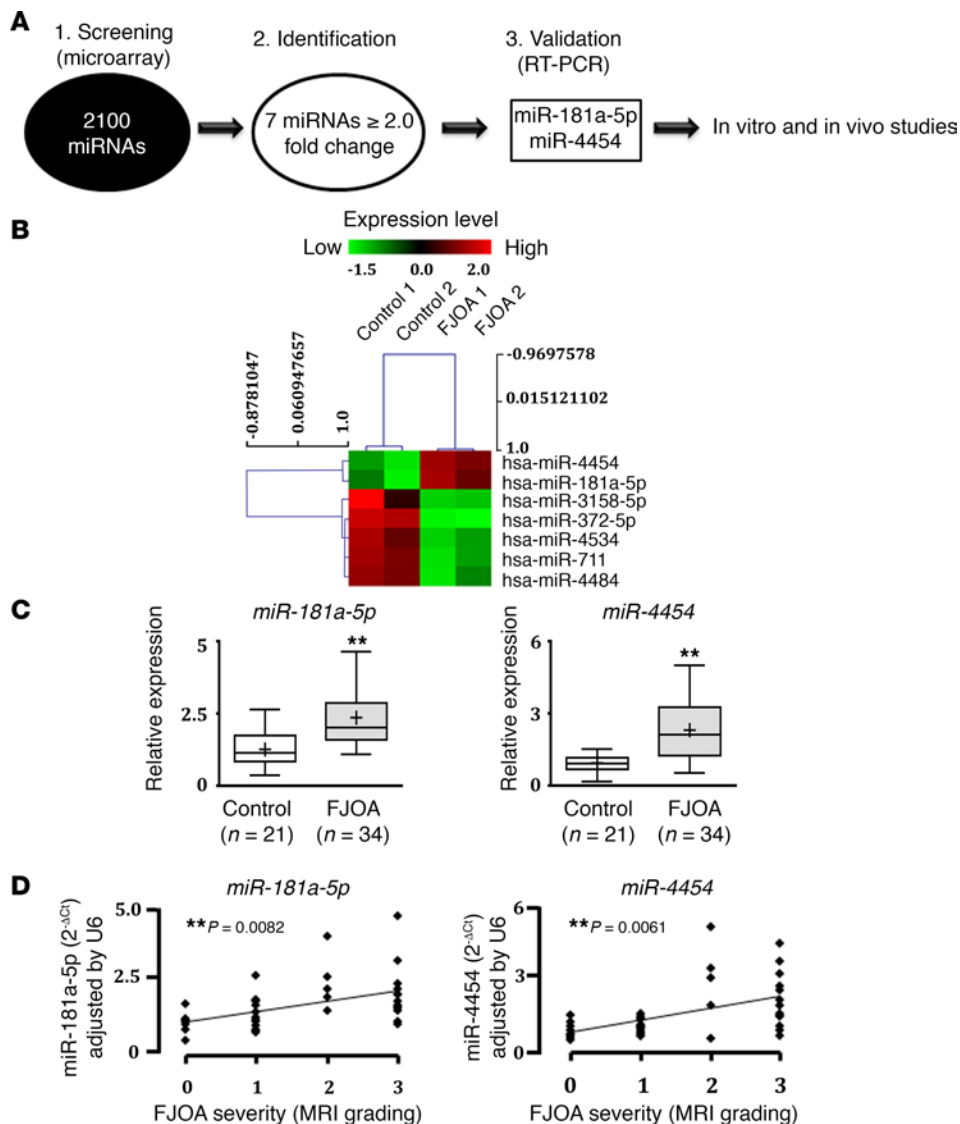 A
1. Screening
(microarray)
2. Identification
3. Validation
(RT-PCR)
2100
miRNAs
7 miRNAs ≥ 2.0
fold change
miR-181a-5p
miR-4454
In vitro and in vivo studies
B
Expression level
Low
High
-1.5 0.0 2.0
Control 1
Control 2
FJOA 1
FJOA 2
-0.8781047
0.060947657
1.0
-0.9697578
0.015121102
1.0
hsa-miR-4454
hsa-miR-181a-5p
hsa-miR-3158-5p
hsa-miR-372-5p
hsa-miR-4534
hsa-miR-711
hsa-miR-4484
C
miR-181a-5p
Relative expression
5
2.5
0
**
Control
(n = 21)
FJOA
(n = 34)
miR-4454
Relative expression
6
3
0
**
Control
(n = 21)
FJOA
(n = 34)
D
miR-181a-5p
miR-181a-5p (2-ΔCt)
adjusted by U6
5.0
2.5
0
**P = 0.0082
0 1 2 3
FJOA severity (MRI grading)
miR-4454
miR-4454 (2-ΔCt)
adjusted by U6
6
3
0
**P = 0.0061
0 1 2 3
FJOA severity (MRI grading)